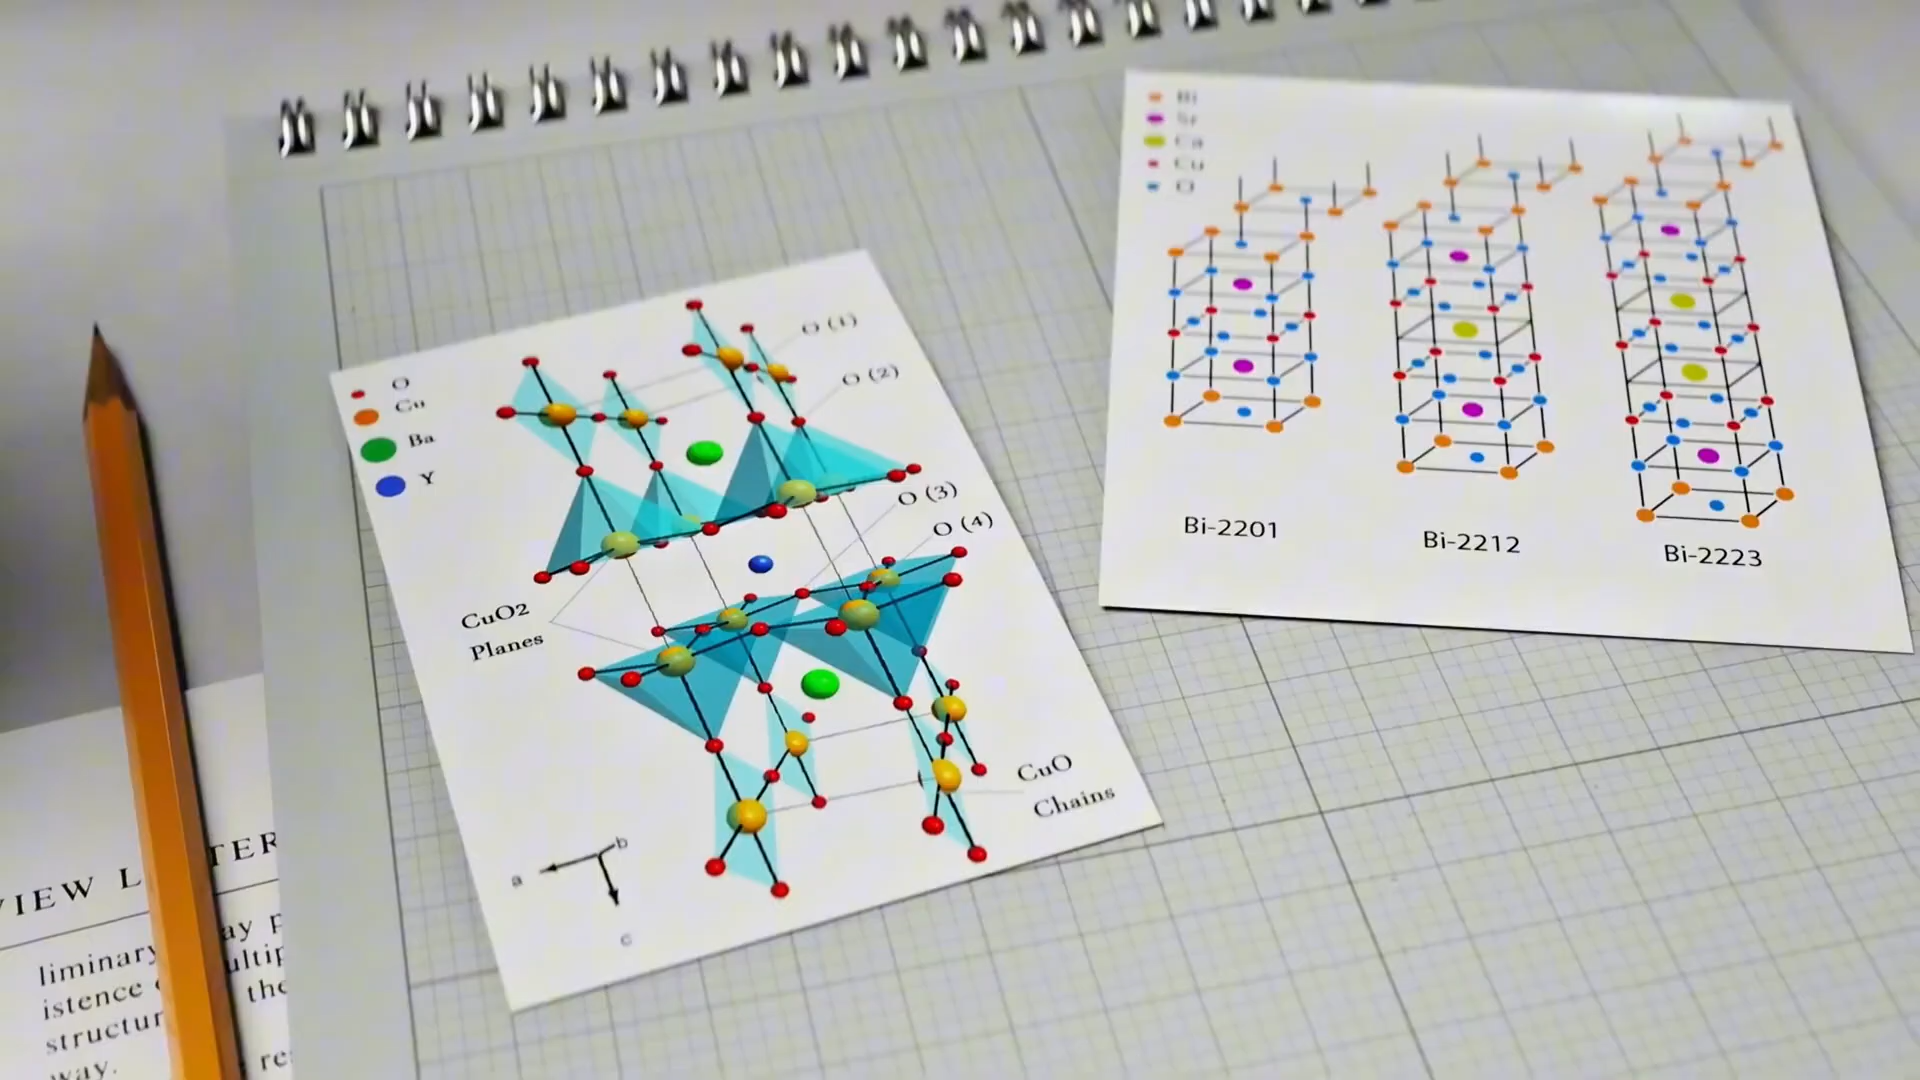 O
Cu
Ba
Y
O (1)
O (2)
O (3)
O (4)
CuO2
Planes
CuO
Chains
a
b
c
Bi
Sr
Ca
Cu
O
Bi-2201
Bi-2212
Bi-2223
VIEW L TER
liminary ay p
istence the
structur
way. re